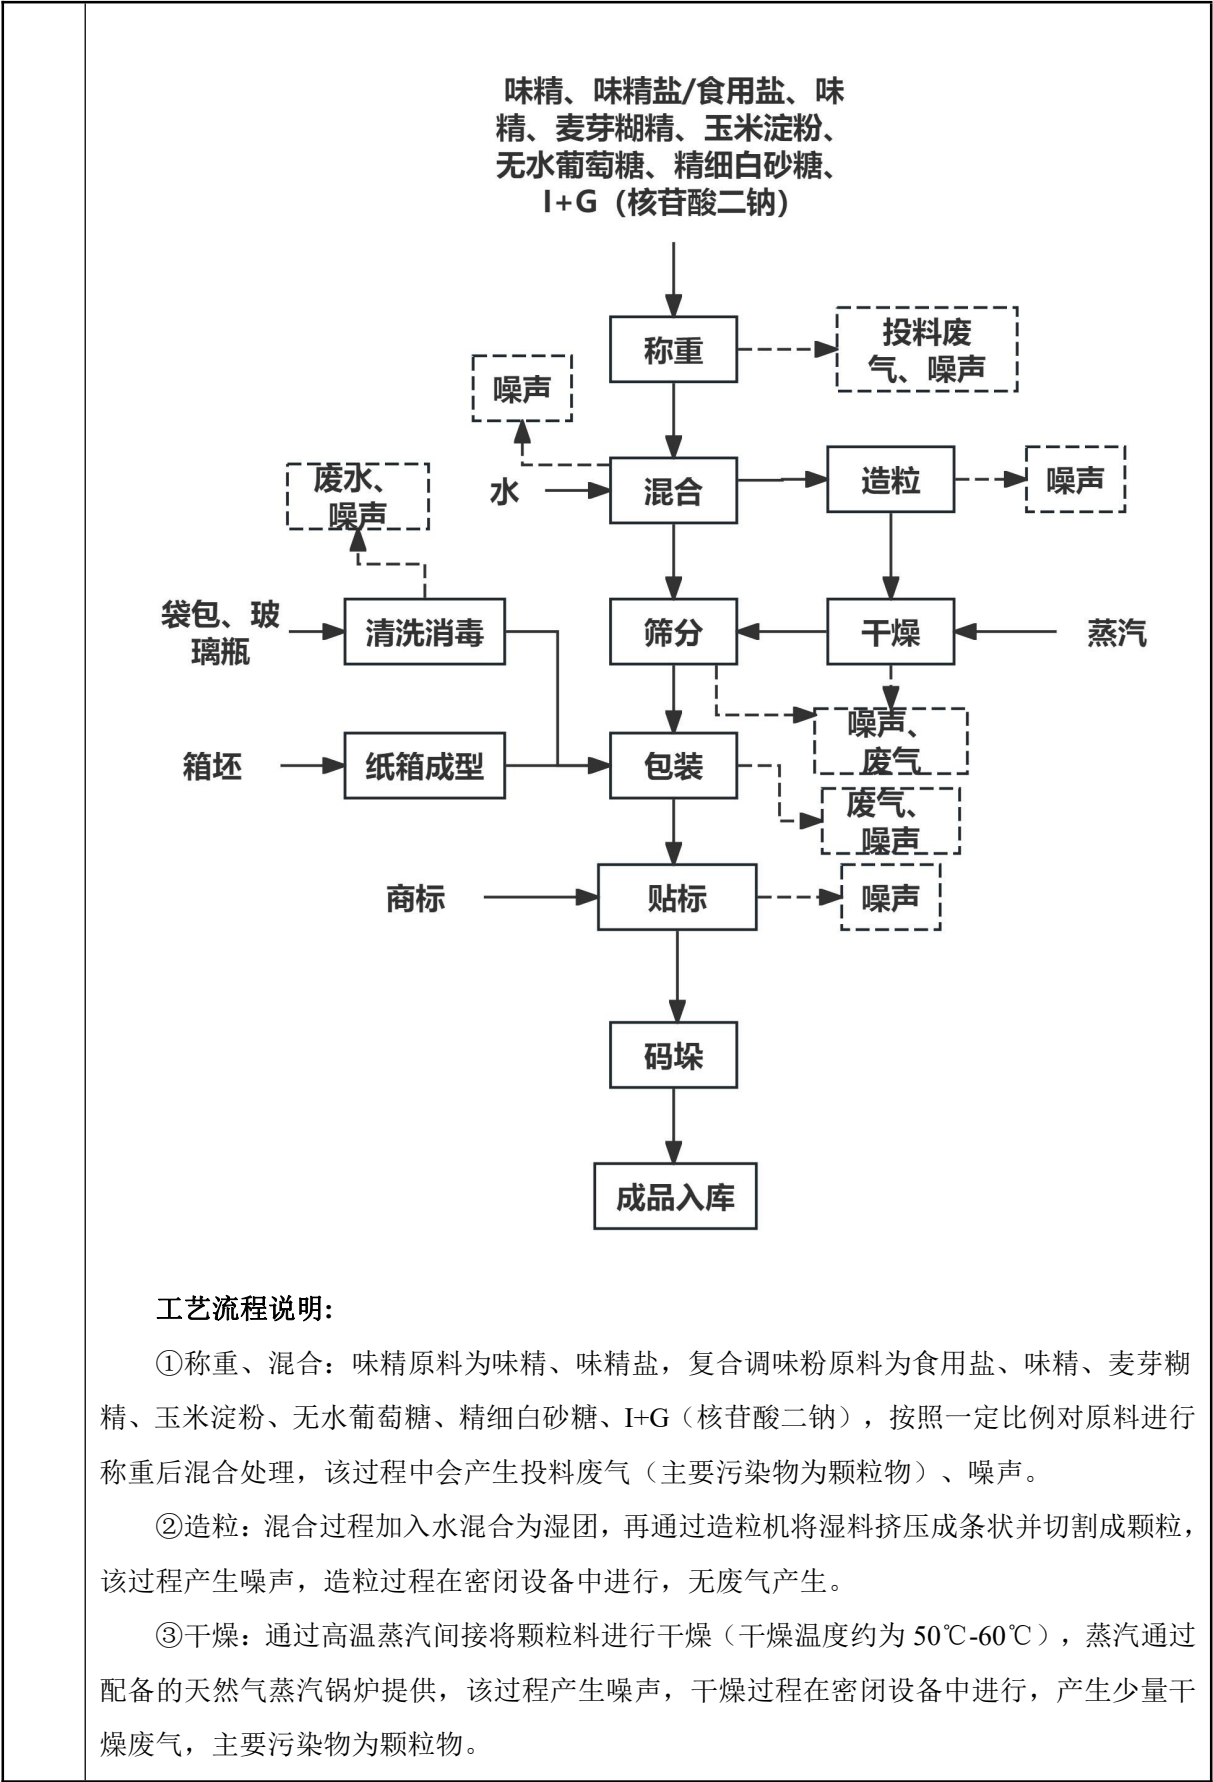 味精、味精盐/食用盐、味
精、麦芽糊精、玉米淀粉、
无水葡萄糖、精细白砂糖、
I+G（核苷酸二钠）
称重
投料废
气、噪声
噪声
水
混合
造粒
噪声
废水、
噪声
袋包、玻
璃瓶
清洗消毒
筛分
干燥
蒸汽
噪声、
废气
箱坯
纸箱成型
包装
废气、
噪声
商标
贴标
噪声
码垛
成品入库
工艺流程说明：
①称重、混合：味精原料为味精、味精盐，复合调味粉原料为食用盐、味精、麦芽糊
精、玉米淀粉、无水葡萄糖、精细白砂糖、I+G（核苷酸二钠），按照一定比例对原料进行
称重后混合处理，该过程中会产生投料废气（主要污染物为颗粒物）、噪声。
②造粒：混合过程加入水混合为湿团，再通过造粒机将湿料挤压成条状并切割成颗粒，
该过程产生噪声，造粒过程在密闭设备中进行，无废气产生。
③干燥：通过高温蒸汽间接将颗粒料进行干燥（干燥温度约为 50℃-60℃），蒸汽通过
配备的天然气蒸汽锅炉提供，该过程产生噪声，干燥过程在密闭设备中进行，产生少量干
燥废气，主要污染物为颗粒物。